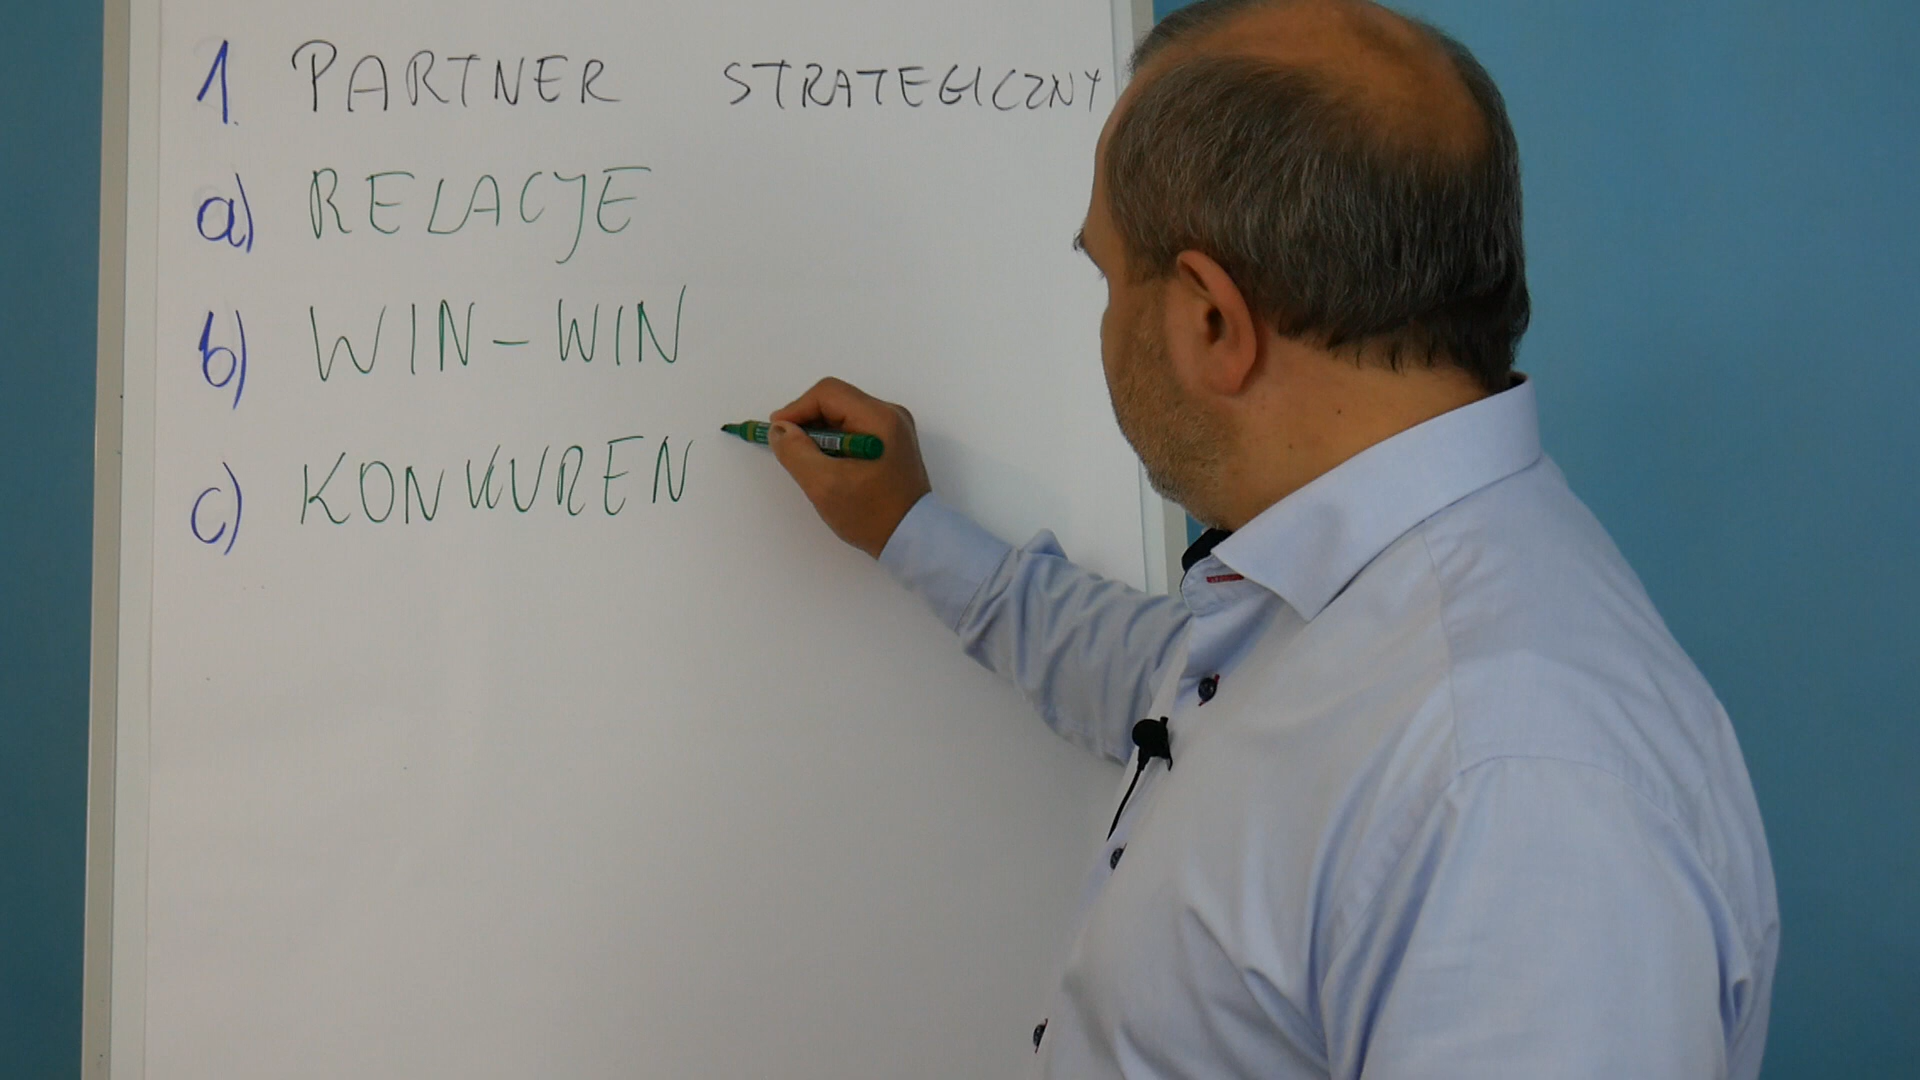 1. PARTNER STRATEGICZNY
a) RELACJE
b) WIN-WIN
c) KONKUREN